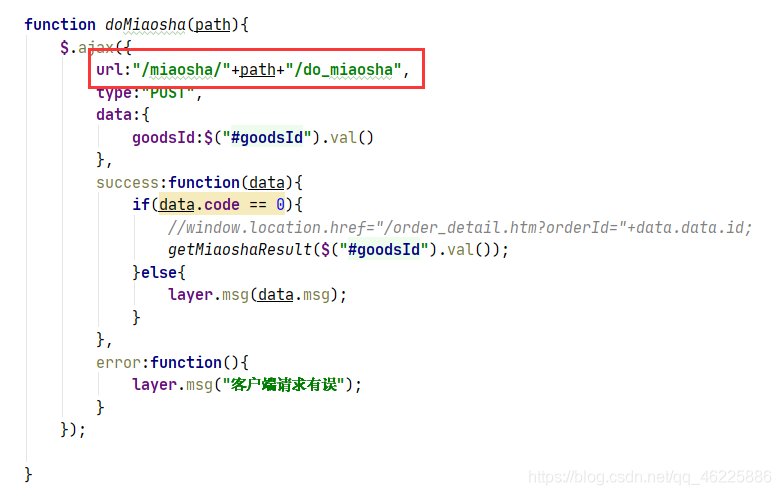 function doMiaosha(path){
    $.ajax({
        url:"/miaosha/"+path+"/do_miaosha",
        type:"POST",
        data:{
            goodsId:$("#goodsId").val()
        },
        success:function(data){
            if(data.code == 0){
                //window.location.href="/order_detail.htm?orderId="+data.data.id;
                getMiaoshaResult($("#goodsId").val());
            }else{
                layer.msg(data.msg);
            }
        },
        error:function(){
            layer.msg("客户端请求有误");
        }
    });
}
https://blog.csdn.net/qq_46225886